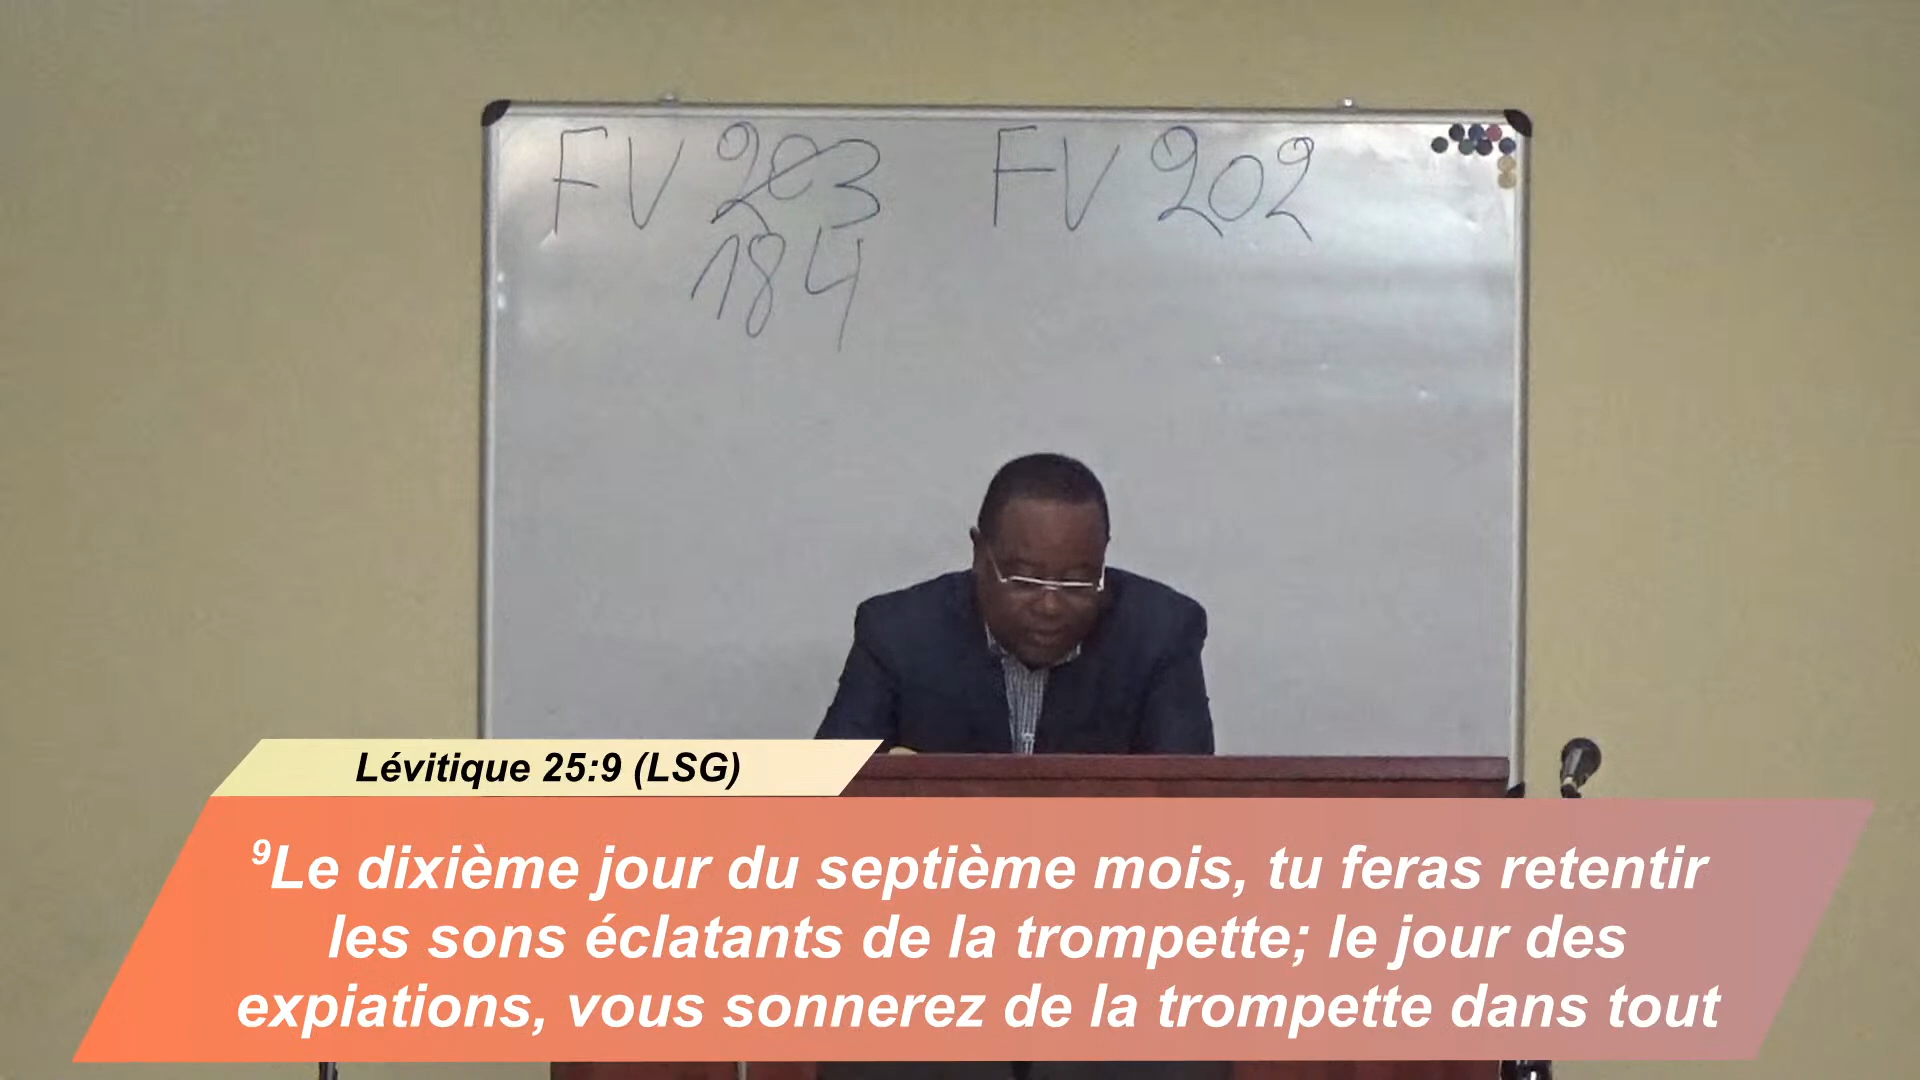 FV 203 FV 202
184
Lévitique 25:9 (LSG)
⁹Le dixième jour du septième mois, tu feras retentir
les sons éclatants de la trompette; le jour des
expiations, vous sonnerez de la trompette dans tout